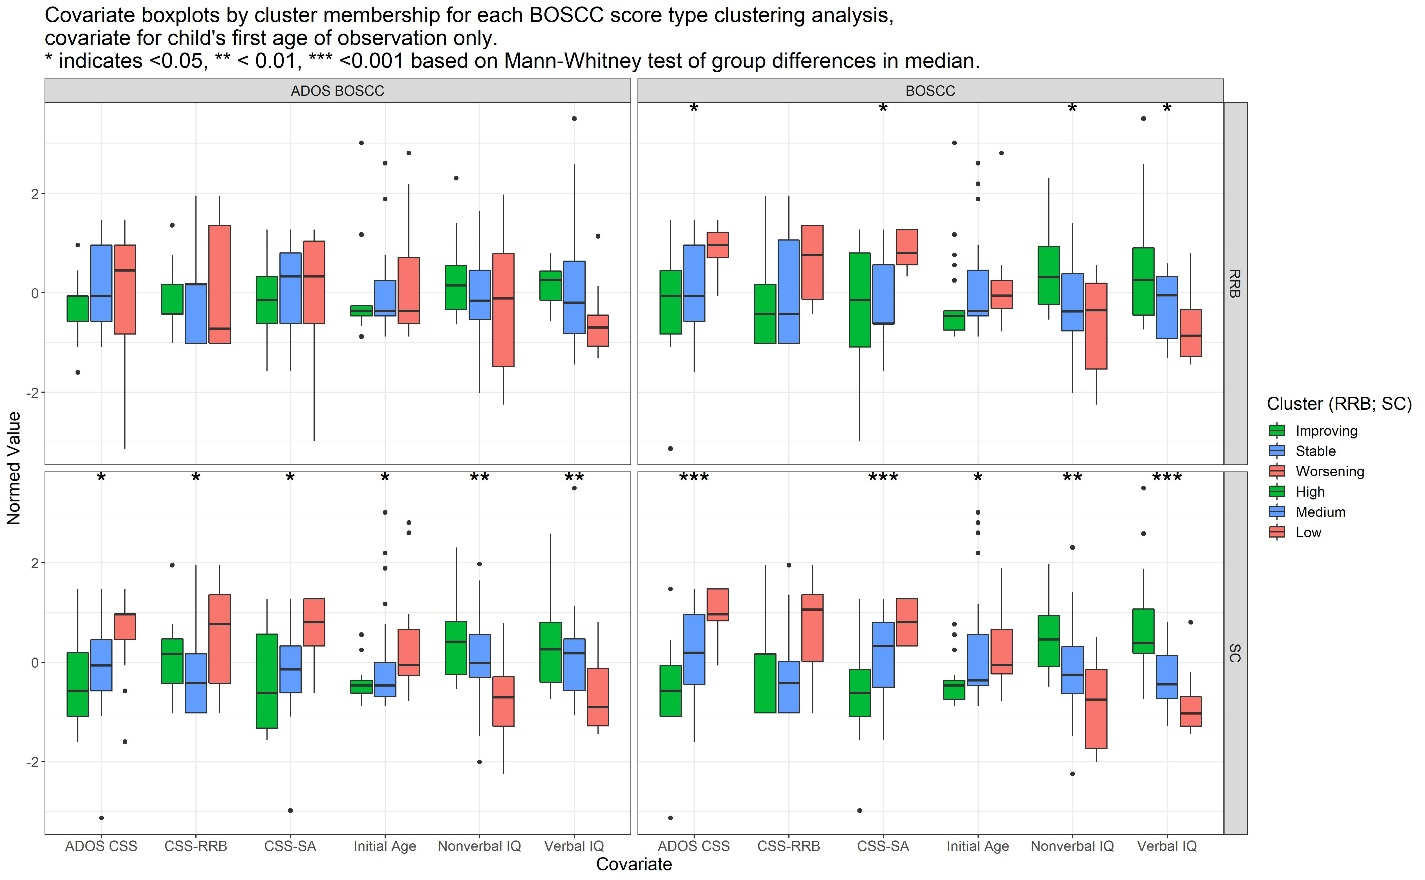 Covariate boxplots by cluster membership for each BOSCC score type clustering analysis,
covariate for child's first age of observation only.
* indicates <0.05, ** < 0.01, *** <0.001 based on Mann-Whitney test of group differences in median.
ADOS BOSCC
BOSCC
* * * *
2
0
-2
RRB
* * * * ** **
*** *** * ** ***
2
0
-2
SC
Normed Value
ADOS CSS CSS-RRB CSS-SA Initial Age Nonverbal IQ Verbal IQ
ADOS CSS CSS-RRB CSS-SA Initial Age Nonverbal IQ Verbal IQ
Covariate
Cluster (RRB; SC)
Improving
Stable
Worsening
High
Medium
Low